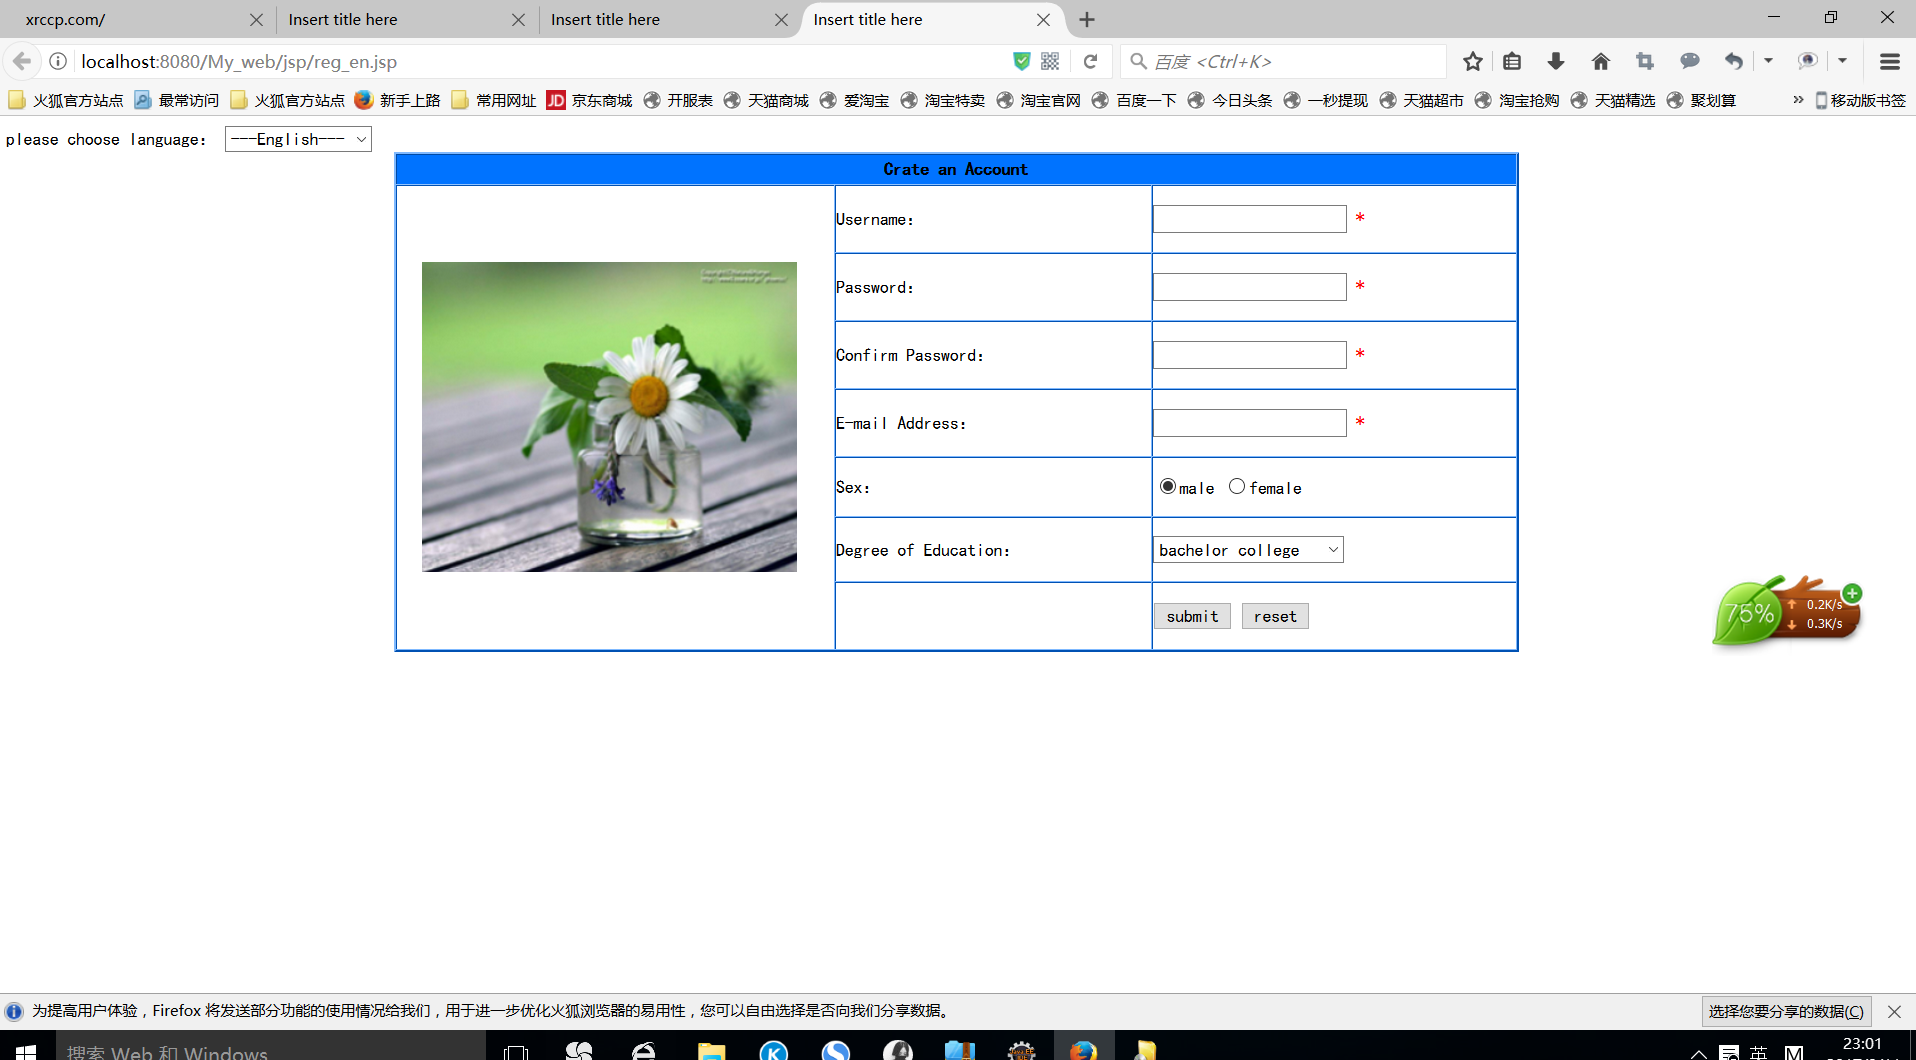 xrccp.com/
Insert title here
Insert title here
Insert title here
localhost:8080/My_web/jsp/reg_en.jsp
百度 <Ctrl+K>
火狐官方站点 最常访问 火狐官方站点 新手上路 常用网址 JD 京东商城 开服表 天猫商城 爱淘宝 淘宝特卖 淘宝官网 百度一下 今日头条 一秒提现 天猫超市 淘宝抢购 天猫精选 聚划算 » 移动版书签
please choose language： ---English---
Crate an Account
Username： *
Password： *
Confirm Password： *
E-mail Address： *
Sex： male female
Degree of Education： bachelor college
submit reset
75%
0.2K/s
0.3K/s
为提高用户体验，Firefox 将发送部分功能的使用情况给我们，用于进一步优化火狐浏览器的易用性，您可以自由选择是否向我们分享数据。
选择您要分享的数据(C)
搜索 Web 和 Windows
英
M
23:01